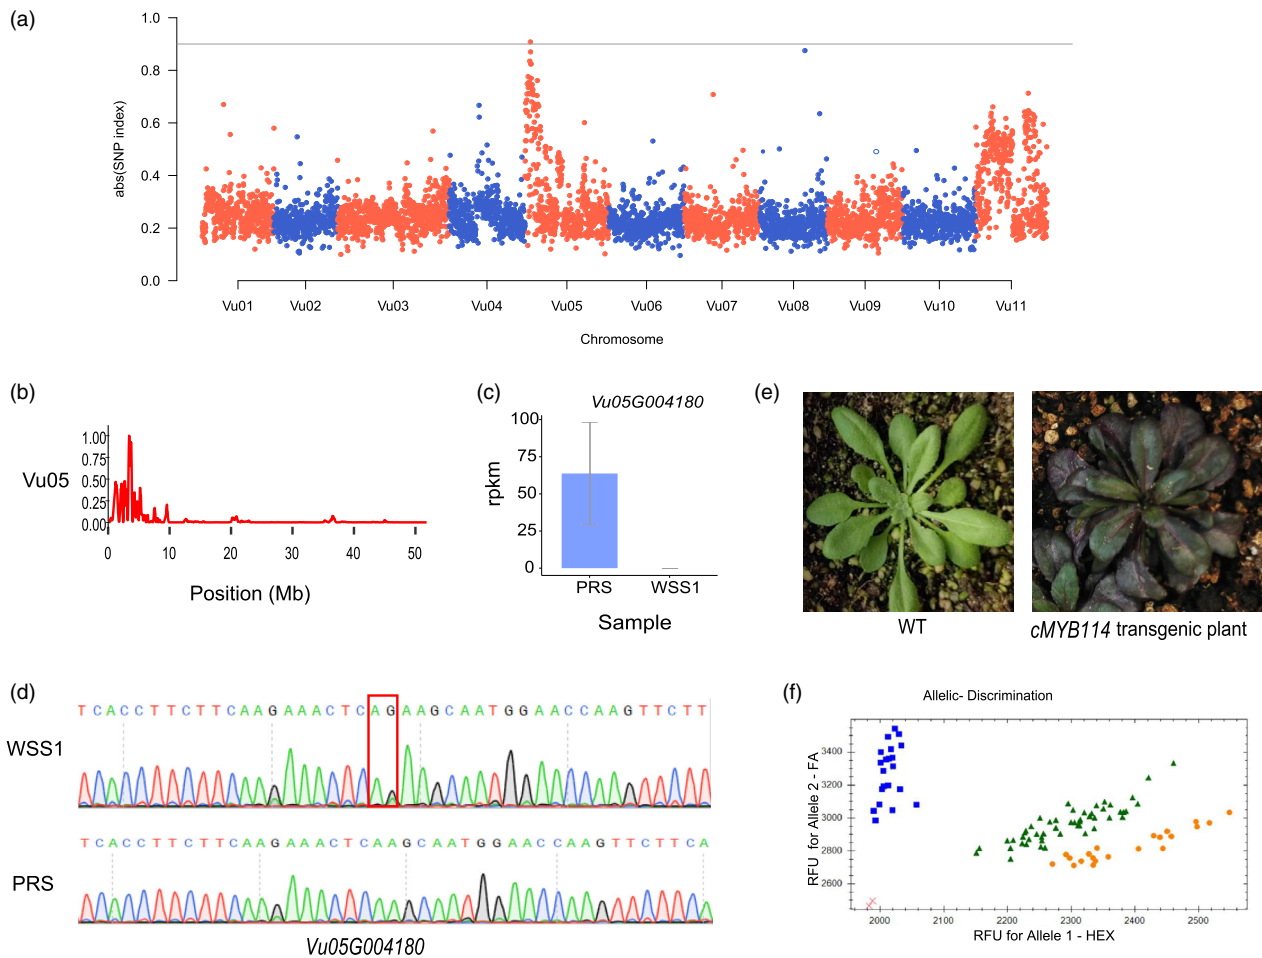 (a)
1.0
0.8
0.6
0.4
0.2
0.0
abs(SNP index)
Vu01 Vu02 Vu03 Vu04 Vu05 Vu06 Vu07 Vu08 Vu09 Vu10 Vu11
Chromosome
(b)
Vu05
1.00
0.75
0.50
0.25
0.00
0 10 20 30 40 50
Position (Mb)
(c)
Vu05G004180
100
75
50
25
0
rpkm
PRS WSS1
Sample
(e)
WT
cMYB114 transgenic plant
(d)
TCACCTTCTTCAAGAAACTCAGAAGCAATGGAACCAAGTTCTT
WSS1
TCACCTTCTTCAAGAAACTCAAGCAATGGAACCAAGTTCTTCA
PRS
Vu05G004180
(f)
Allelic- Discrimination
3400
3200
3000
2800
2600
RFU for Allele 2 - FA
2000 2100 2200 2300 2400 2500
RFU for Allele 1 - HEX